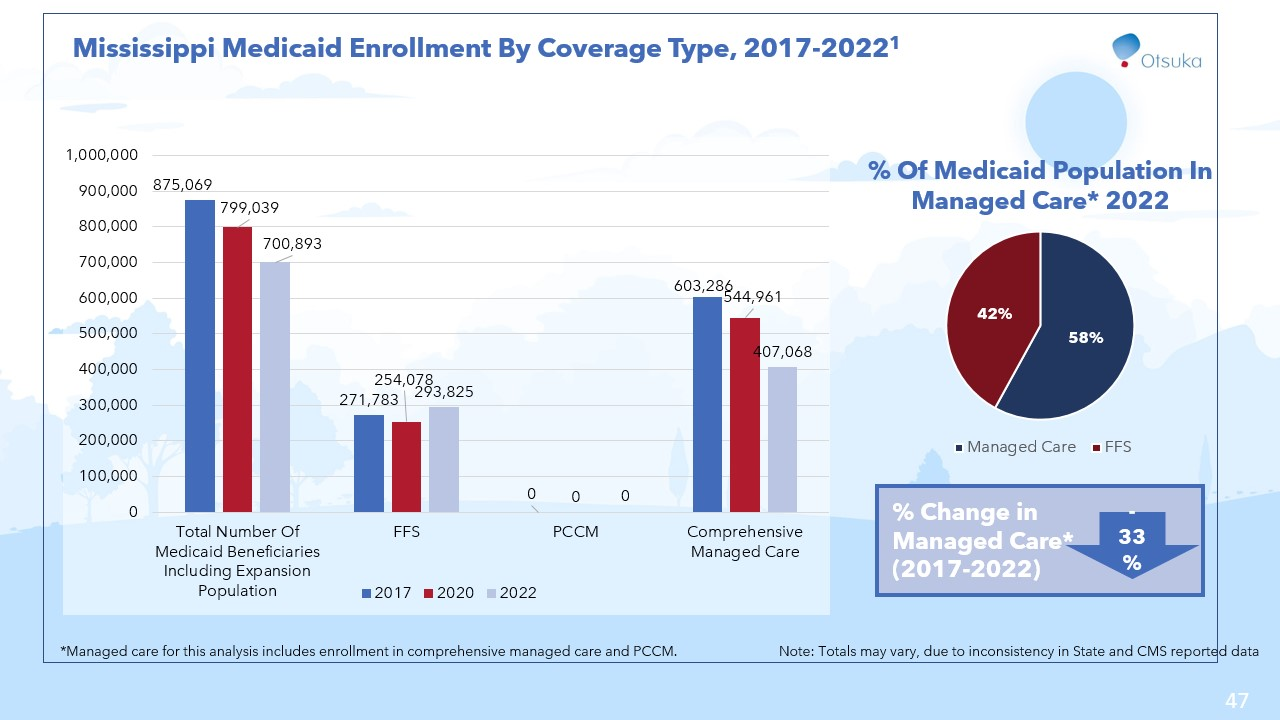 Mississippi Medicaid Enrollment By Coverage Type, 2017-2022¹
Otsuka
1,000,000
900,000
800,000
700,000
600,000
500,000
400,000
300,000
200,000
100,000
0
875,069
799,039
700,893
271,783
254,078
293,825
0
0
0
603,286
544,961
407,068
Total Number Of
Medicaid Beneficiaries
Including Expansion
Population
FFS
PCCM
Comprehensive
Managed Care
2017 2020 2022
% Of Medicaid Population In
Managed Care* 2022
42%
58%
Managed Care FFS
% Change in
Managed Care*
(2017-2022)
-
33
%
*Managed care for this analysis includes enrollment in comprehensive managed care and PCCM.
Note: Totals may vary, due to inconsistency in State and CMS reported data
47